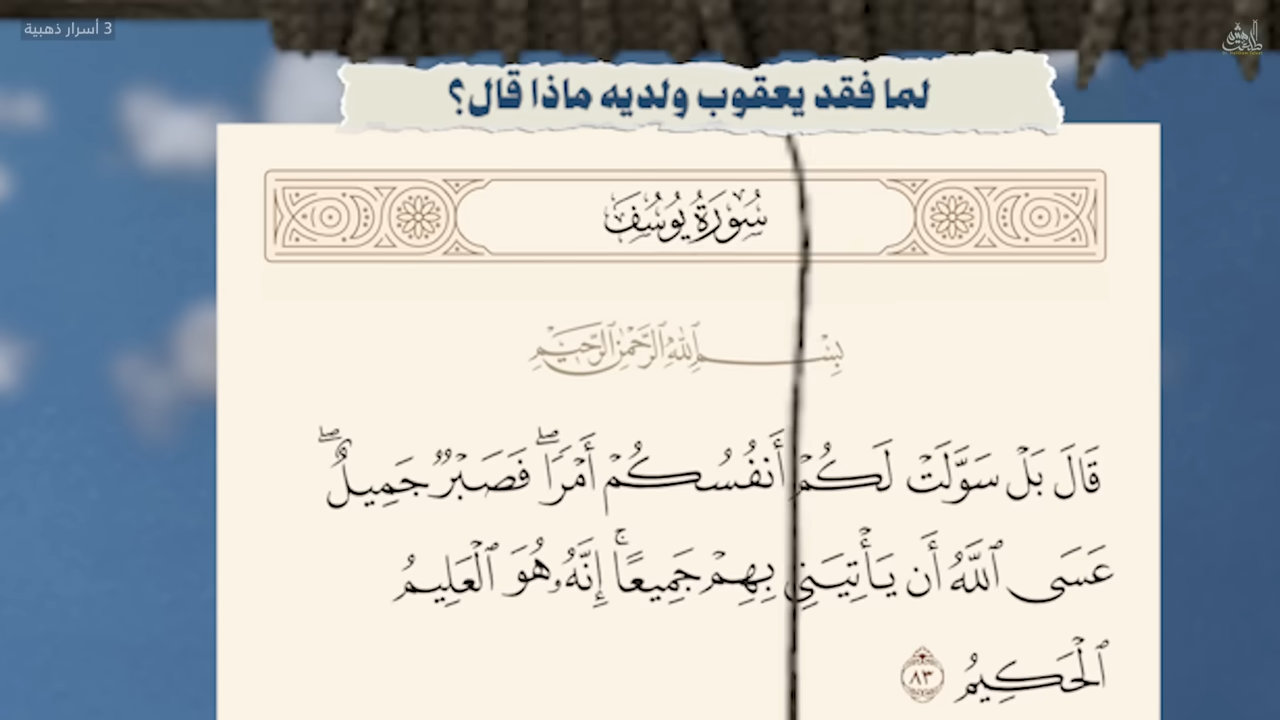 3 أسرار ذهبية
لما فقد يعقوب ولديه ماذا قال؟
سُورَةُ يُوسُفَ
بِسْمِ ٱللَّهِ ٱلرَّحْمَٰنِ ٱلرَّحِيمِ
قَالَ بَلْ سَوَّلَتْ لَكُمْ أَنفُسُكُمْ أَمْرًا ۖ فَصَبْرٌ جَمِيلٌ ۖ
عَسَى ٱللَّهُ أَن يَأْتِيَنِي بِهِمْ جَمِيعًا ۚ إِنَّهُۥ هُوَ ٱلْعَلِيمُ
ٱلْحَكِيمُ ٨٣